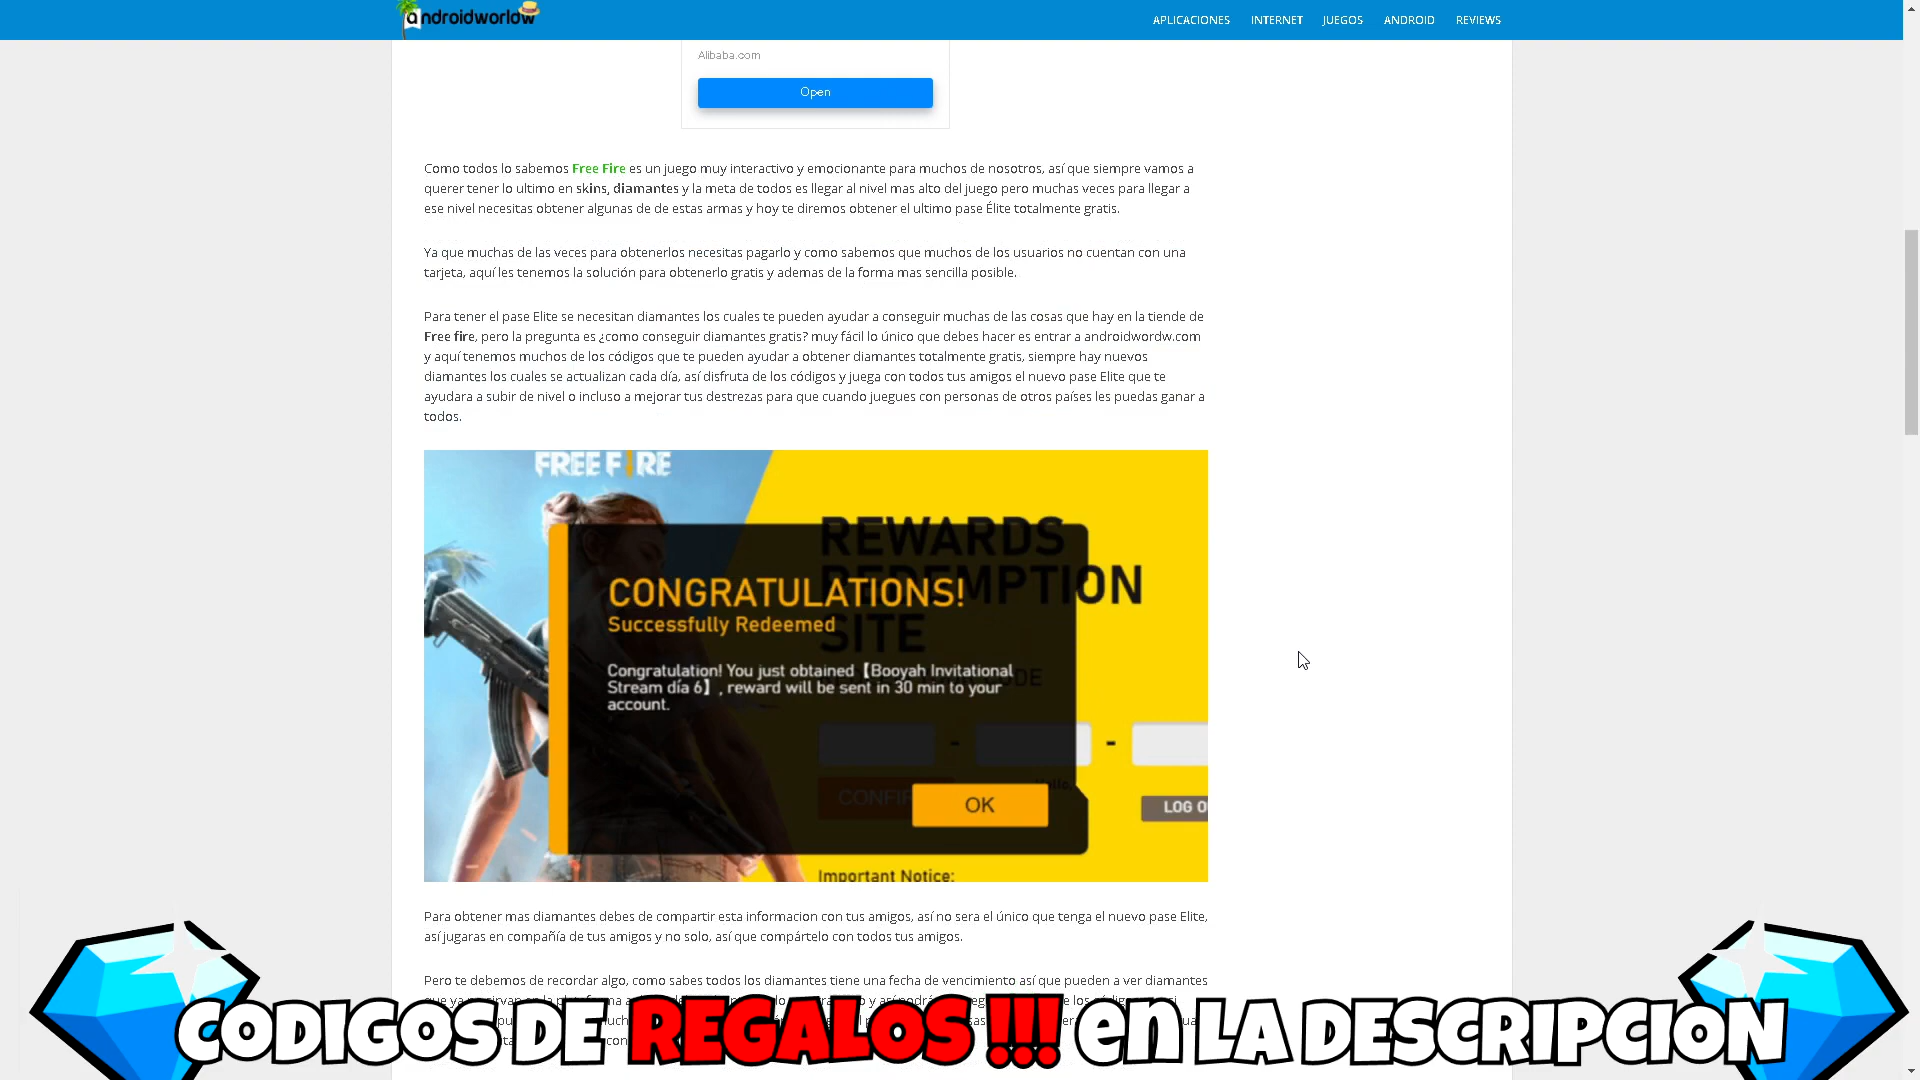 androidworldw
APLICACIONES INTERNET JUEGOS ANDROID REVIEWS
Alibaba.com
Open
Como todos lo sabemos Free Fire es un juego muy interactivo y emocionante para muchos de nosotros, así que siempre vamos a
querer tener lo ultimo en skins, diamantes y la meta de todos es llegar al nivel mas alto del juego pero muchas veces para llegar a
ese nivel necesitas obtener algunas de de estas armas y hoy te diremos obtener el ultimo pase Élite totalmente gratis.
Ya que muchas de las veces para obtenerlos necesitas pagarlo y como sabemos que muchos de los usuarios no cuentan con una
tarjeta, aquí les tenemos la solución para obtenerlo gratis y ademas de la forma mas sencilla posible.
Para tener el pase Elite se necesitan diamantes los cuales te pueden ayudar a conseguir muchas de las cosas que hay en la tiende de
Free fire, pero la pregunta es ¿como conseguir diamantes gratis? muy fácil lo único que debes hacer es entrar a androidwordw.com
y aquí tenemos muchos de los códigos que te pueden ayudar a obtener diamantes totalmente gratis, siempre hay nuevos
diamantes los cuales se actualizan cada día, así disfruta de los códigos y juega con todos tus amigos el nuevo pase Elite que te
ayudara a subir de nivel o incluso a mejorar tus destrezas para que cuando juegues con personas de otros países les puedas ganar a
todos.
FREE FIRE
REWARDS
REDEMPTION
SITE
CONGRATULATIONS!
Successfully Redeemed
Congratulation! You just obtained【Booyah Invitational
Stream día 6】, reward will be sent in 30 min to your
account.
- -
Hello,
CONFIR
OK
LOG O
Important Notice:
Para obtener mas diamantes debes de compartir esta informacion con tus amigos, así no sera el único que tenga el nuevo pase Elite,
así jugaras en compañía de tus amigos y no solo, así que compártelo con todos tus amigos.
Pero te debemos de recordar algo, como sabes todos los diamantes tiene una fecha de vencimiento así que pueden a ver diamantes
CODIGOS DE REGALOS !!! en LA DESCRIPCION